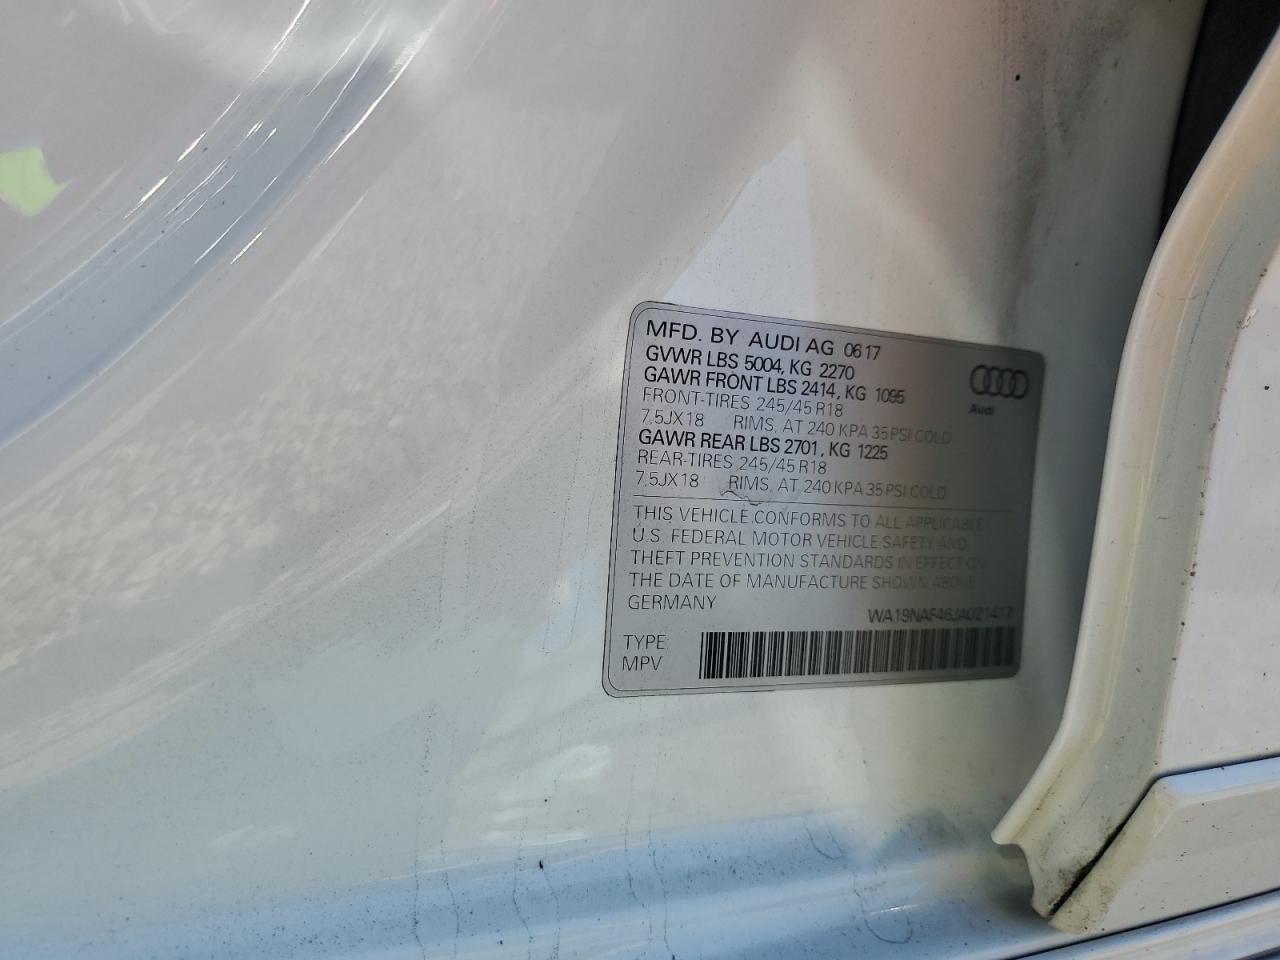 MFD. BY AUDI AG 06 17
GVWR LBS 5004, KG 2270
GAWR FRONT LBS 2414, KG 1095
FRONT-TIRES 245/45 R18
7,5JX18 RIMS, AT 240 KPA 35 PSI COLD
GAWR REAR LBS 2701, KG 1225
REAR-TIRES 245/45 R18
7,5JX18 RIMS, AT 240 KPA 35 PSI COLD
Audi
THIS VEHICLE CONFORMS TO ALL APPLICABLE
U.S. FEDERAL MOTOR VEHICLE SAFETY AND
THEFT PREVENTION STANDARDS IN EFFECT ON
THE DATE OF MANUFACTURE SHOWN ABOVE
GERMANY
WA19NAF46JA021417
TYPE:
MPV